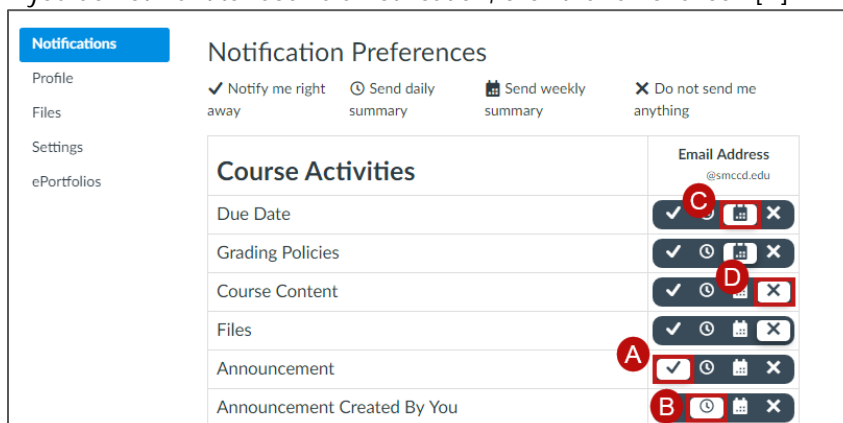 Notifications
Profile
Files
Settings
ePortfolios
Notification Preferences
Notify me right away
Send daily summary
Send weekly summary
Do not send me anything
Course Activities
Email Address
@smccd.edu
Due Date
C
Grading Policies
Course Content
D
Files
Announcement
A
Announcement Created By You
B